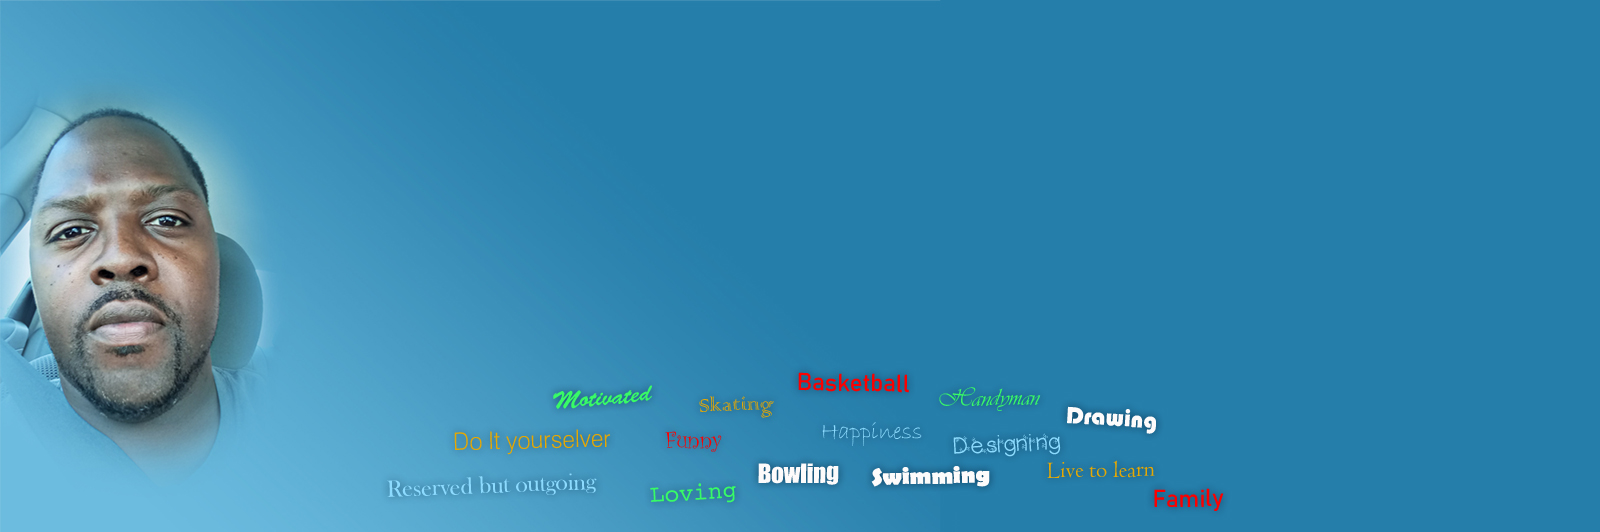 Basketball
Motivated
Skating
Handyman
Drawing
Do It yourselver
Funny
Happiness
Designing
Reserved but outgoing
Loving
Bowling
Swimming
Live to learn
Family